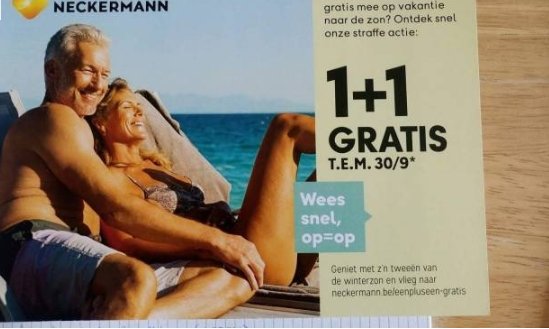 NECKERMANN
gratis mee op vakantie
naar de zon? Ontdek snel
onze straffe actie:
1+1
GRATIS
T.E.M. 30/9*
Wees
snel,
op=op
Geniet met z'n tweeën van
de winterzon en vlieg naar
neckermann.be/eenpluseen-gratis